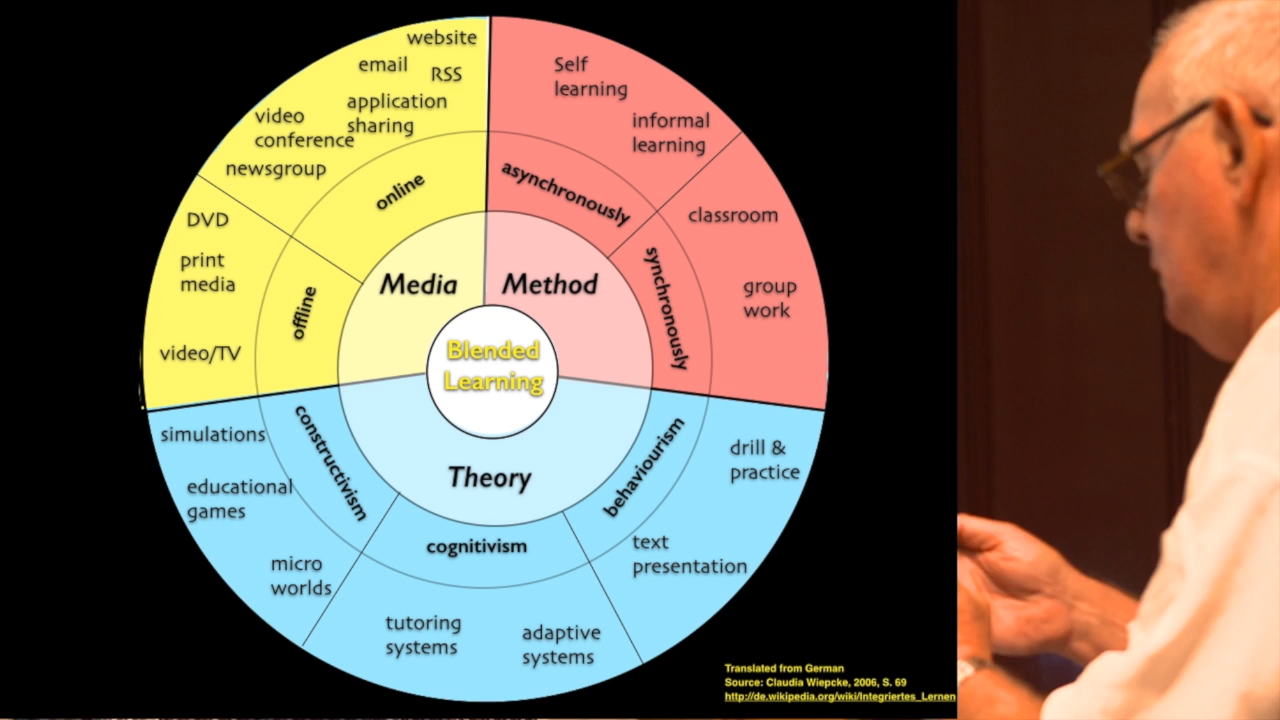 website
email
RSS
application
sharing
video
conference
newsgroup
online
DVD
print
media
video/TV
offline
Media
Self
learning
informal
learning
asynchronously
classroom
group
work
synchronously
Method
Blended
Learning
Theory
simulations
educational
games
micro
worlds
constructivism
cognitivism
tutoring
systems
adaptive
systems
behaviourism
drill &
practice
text
presentation
Translated from German
Source: Claudia Wiepcke, 2006, S. 69
http://de.wikipedia.org/wiki/Integriertes_Lernen